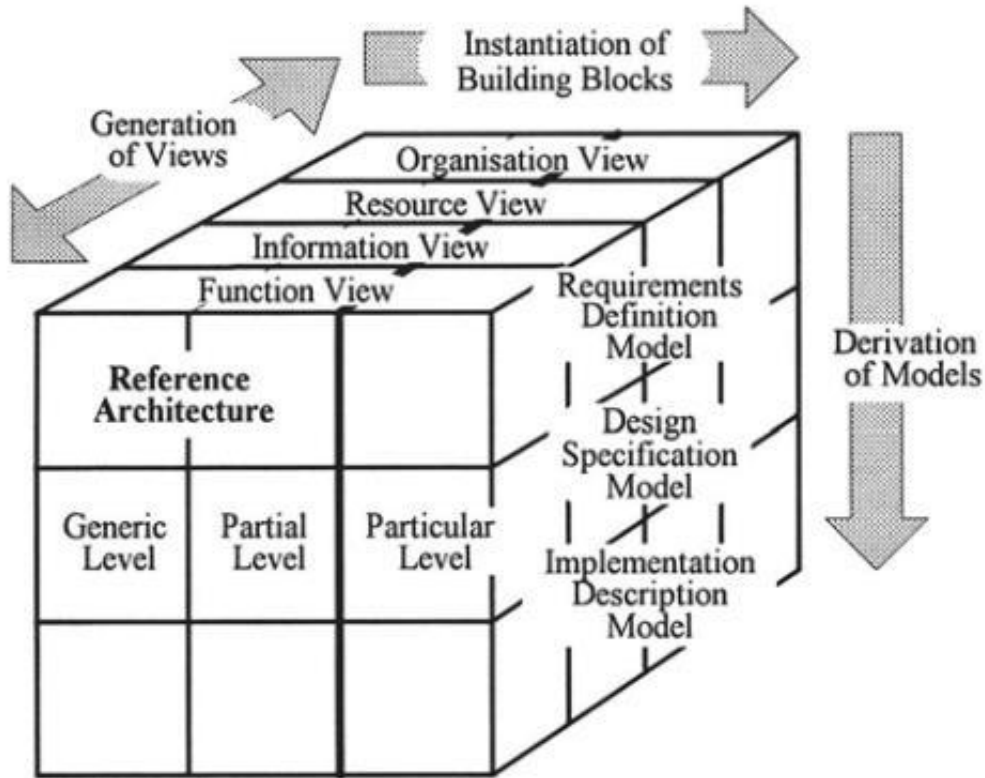 Instantiation of
Building Blocks
Generation
of Views
Organisation View
Resource View
Information View
Function View
Requirements
Definition
Model
Derivation
of Models
Reference
Architecture
Design
Specification
Model
Generic
Level
Partial
Level
Particular
Level
Implementation
Description
Model